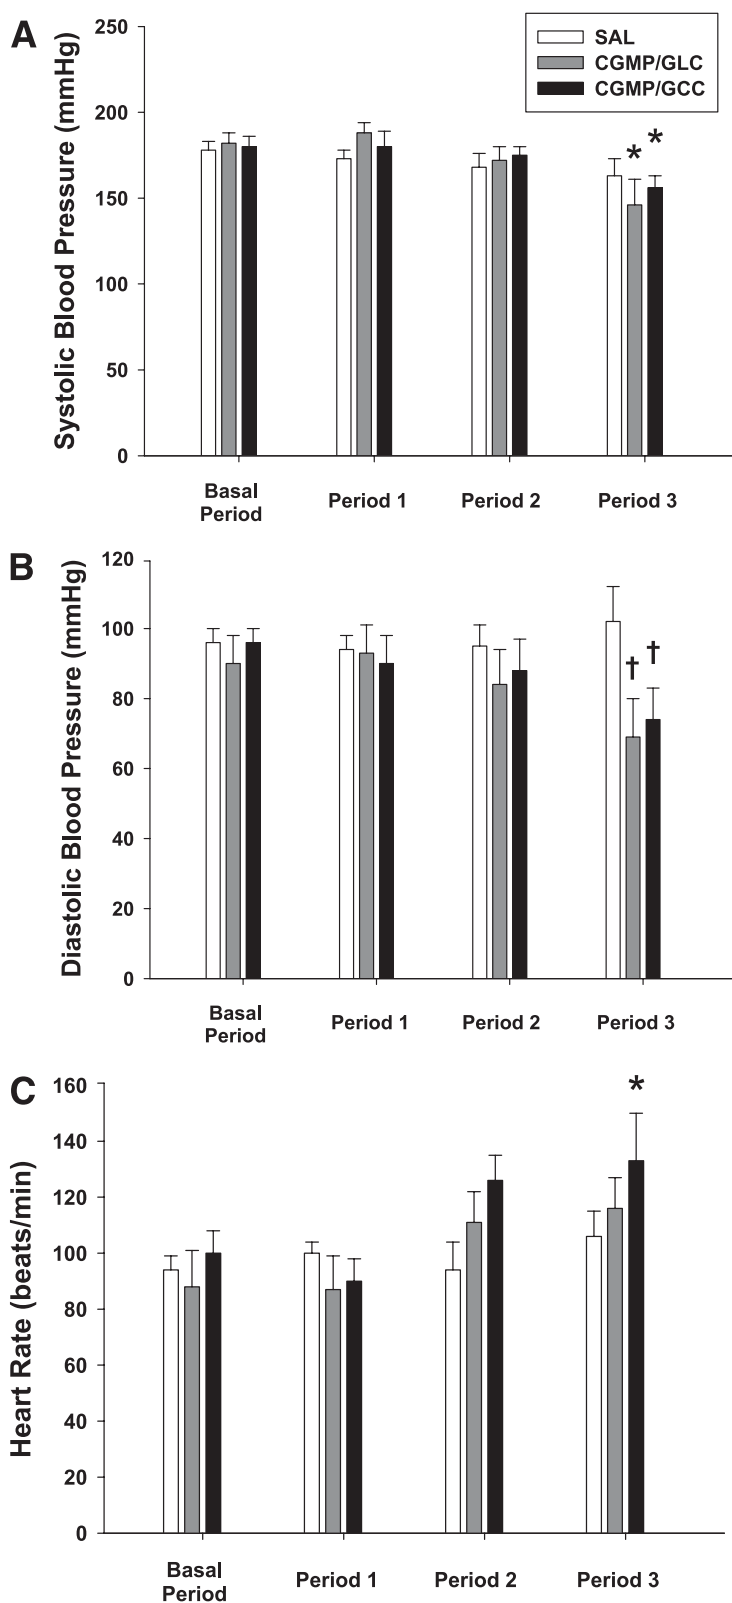 A
Systolic Blood Pressure (mmHg)
250
200
150
100
50
0
SAL
CGMP/GLC
CGMP/GCC
*
*
Basal
Period
Period 1
Period 2
Period 3
B
Diastolic Blood Pressure (mmHg)
120
100
80
60
40
20
0
†
†
Basal
Period
Period 1
Period 2
Period 3
C
Heart Rate (beats/min)
160
140
120
100
80
60
40
20
0
*
Basal
Period
Period 1
Period 2
Period 3